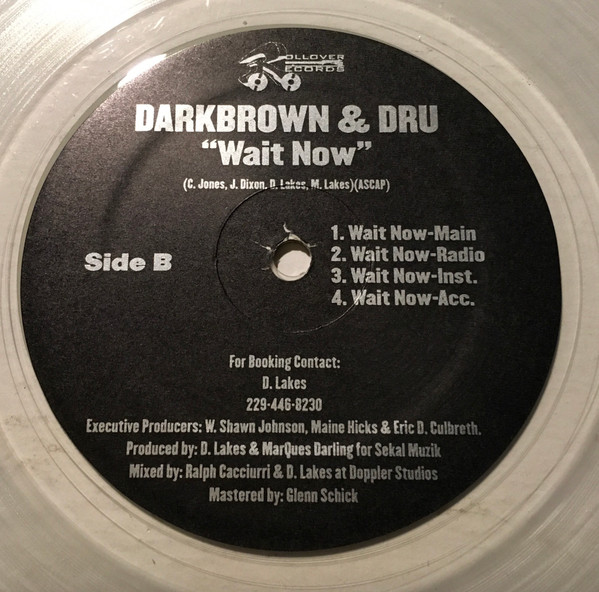 ROLLOVER
RECORDS
DARKBROWN & DRU
“Wait Now”
(C. Jones, J. Dixon, D. Lakes, M. Lakes)(ASCAP)
Side B
1. Wait Now-Main
2. Wait Now-Radio
3. Wait Now-Inst.
4. Wait Now-Acc.
For Booking Contact:
D. Lakes
229-446-8230
Executive Producers: W. Shawn Johnson, Maine Hicks & Eric D. Culbreth.
Produced by: D. Lakes & MarQues Darling for Sekal Muzik
Mixed by: Ralph Cacciurri & D. Lakes at Doppler Studios
Mastered by: Glenn Schick